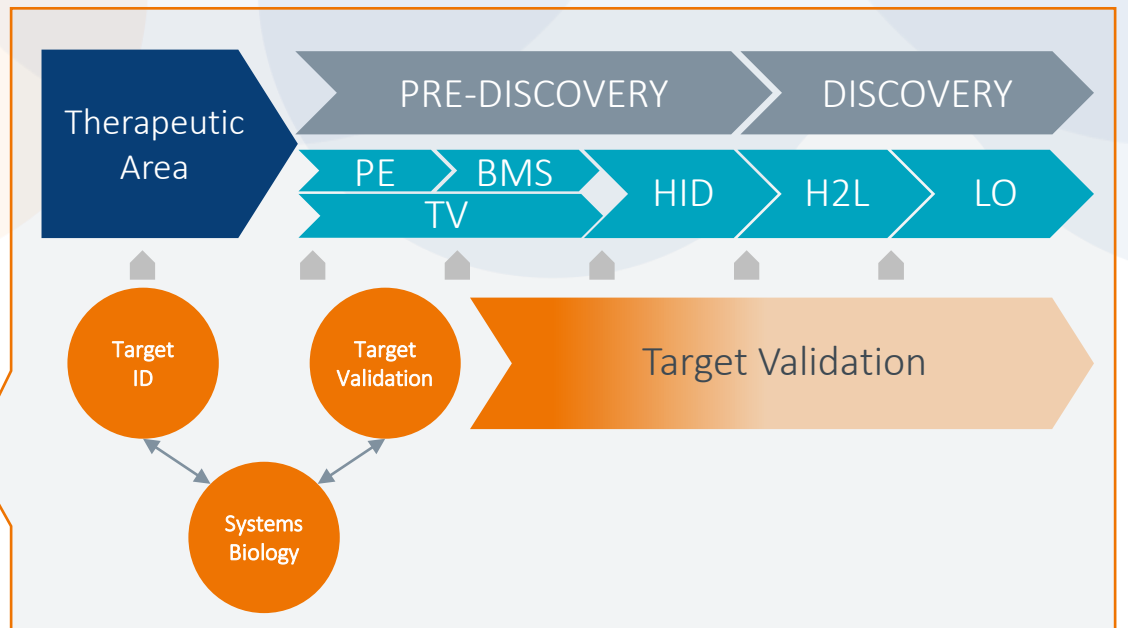 Therapeutic
Area
PRE-DISCOVERY
DISCOVERY
PE
BMS
TV
HID
H2L
LO
Target
ID
Target
Validation
Target Validation
Systems
Biology